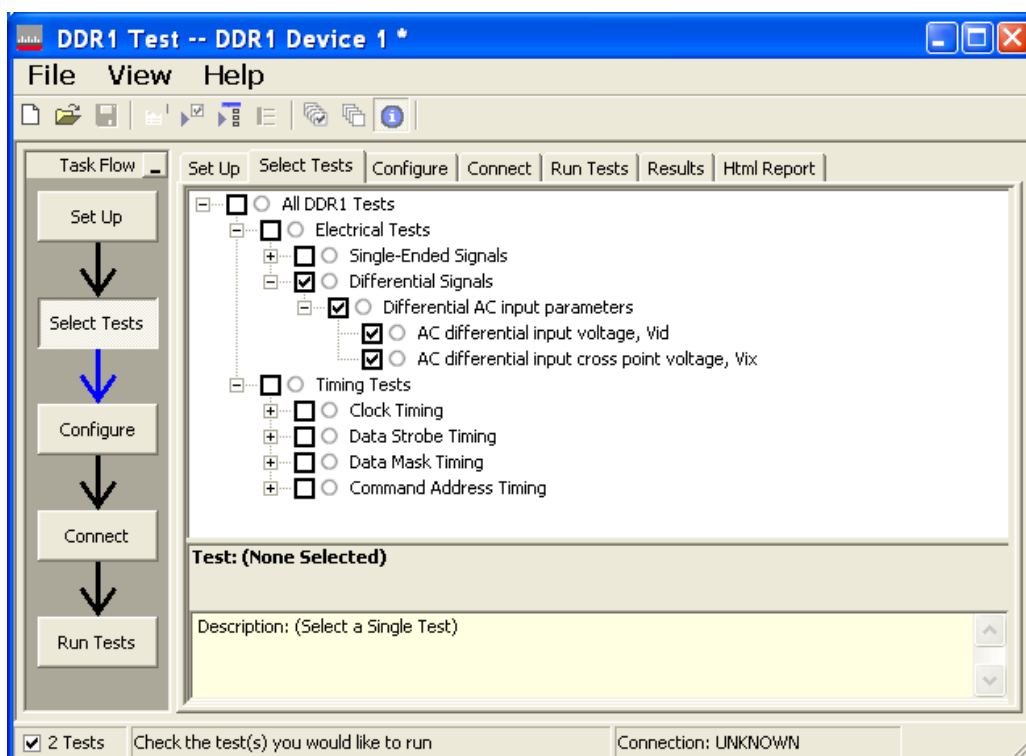 DDR1 Test -- DDR1 Device 1 *
File View Help
Task Flow
Set Up Select Tests Configure Connect Run Tests Results Html Report
Set Up
Select Tests
Configure
Connect
Run Tests
All DDR1 Tests
Electrical Tests
Single-Ended Signals
Differential Signals
Differential AC input parameters
AC differential input voltage, Vid
AC differential input cross point voltage, Vix
Timing Tests
Clock Timing
Data Strobe Timing
Data Mask Timing
Command Address Timing
Test: (None Selected)
Description: (Select a Single Test)
2 Tests Check the test(s) you would like to run Connection: UNKNOWN